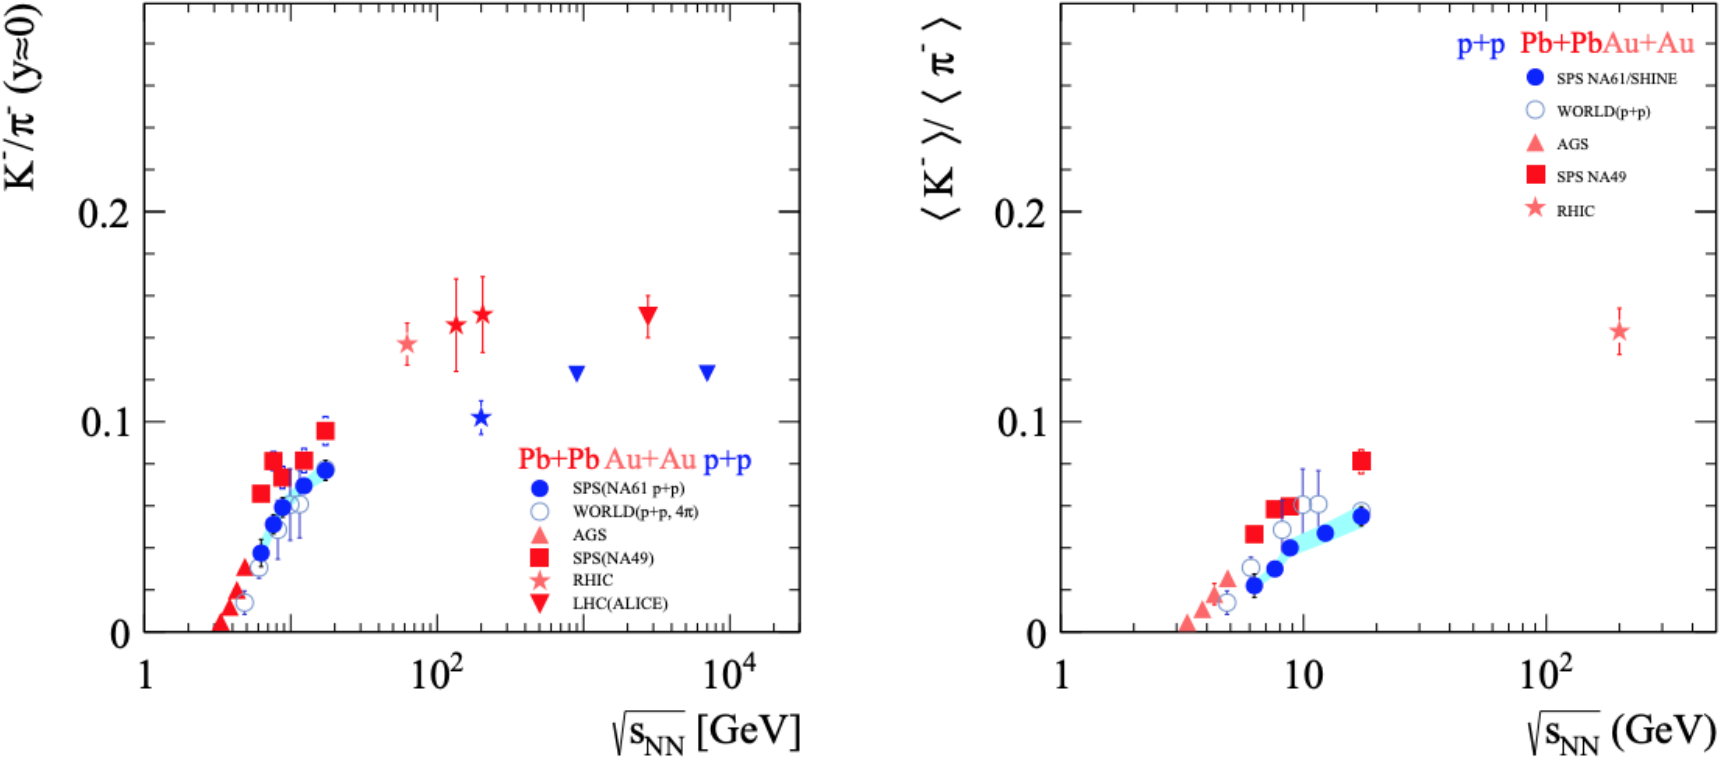 K⁻/π⁻ (y≈0)
0.2
0.1
0
1
10²
10⁴
√sNN [GeV]
Pb+Pb Au+Au p+p
SPS(NA61 p+p)
WORLD(p+p, 4π)
AGS
SPS(NA49)
RHIC
LHC(ALICE)
⟨K⁻⟩/⟨π⁻⟩
0.2
0.1
0
1
10
10²
√sNN (GeV)
p+p Pb+PbAu+Au
SPS NA61/SHINE
WORLD(p+p)
AGS
SPS NA49
RHIC